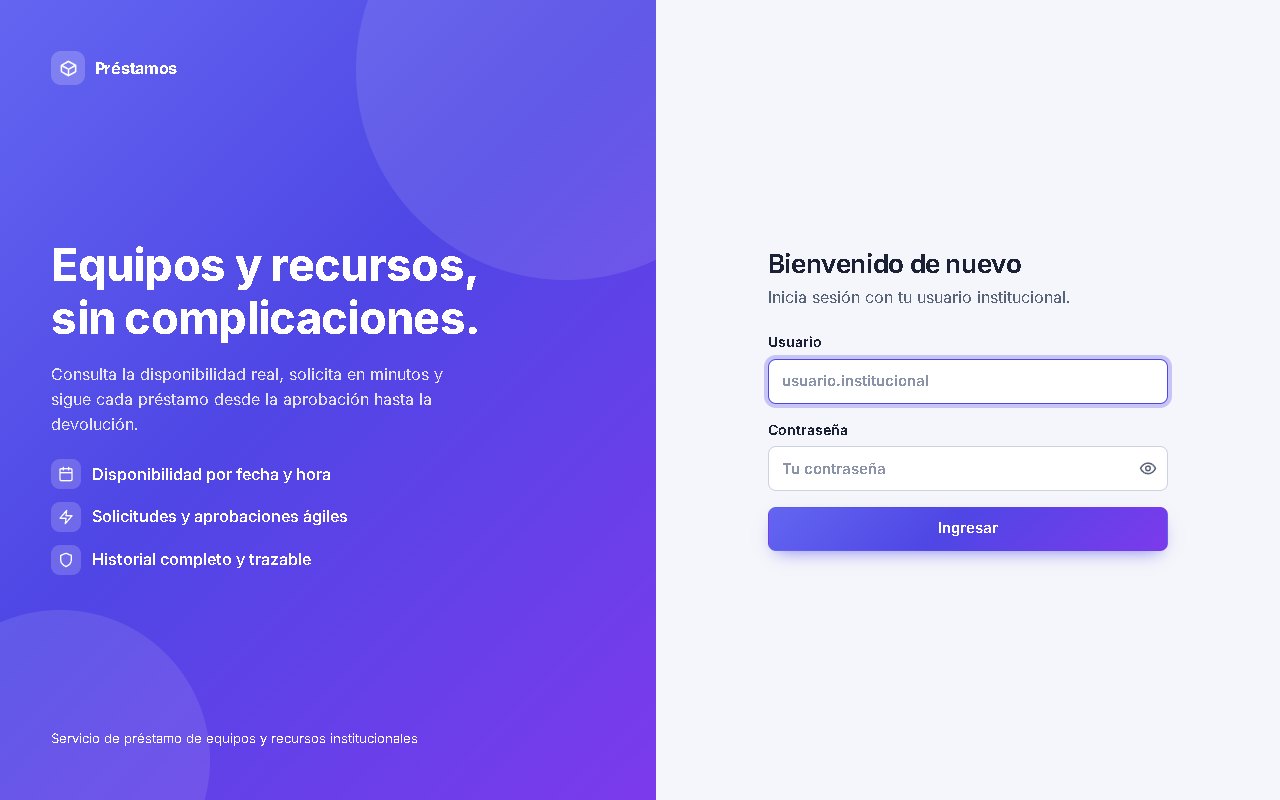 Préstamos
Equipos y recursos,
sin complicaciones.
Consulta la disponibilidad real, solicita en minutos y
sigue cada préstamo desde la aprobación hasta la
devolución.
Disponibilidad por fecha y hora
Solicitudes y aprobaciones ágiles
Historial completo y trazable
Servicio de préstamo de equipos y recursos institucionales
Bienvenido de nuevo
Inicia sesión con tu usuario institucional.
Usuario
usuario.institucional
Contraseña
Tu contraseña
Ingresar